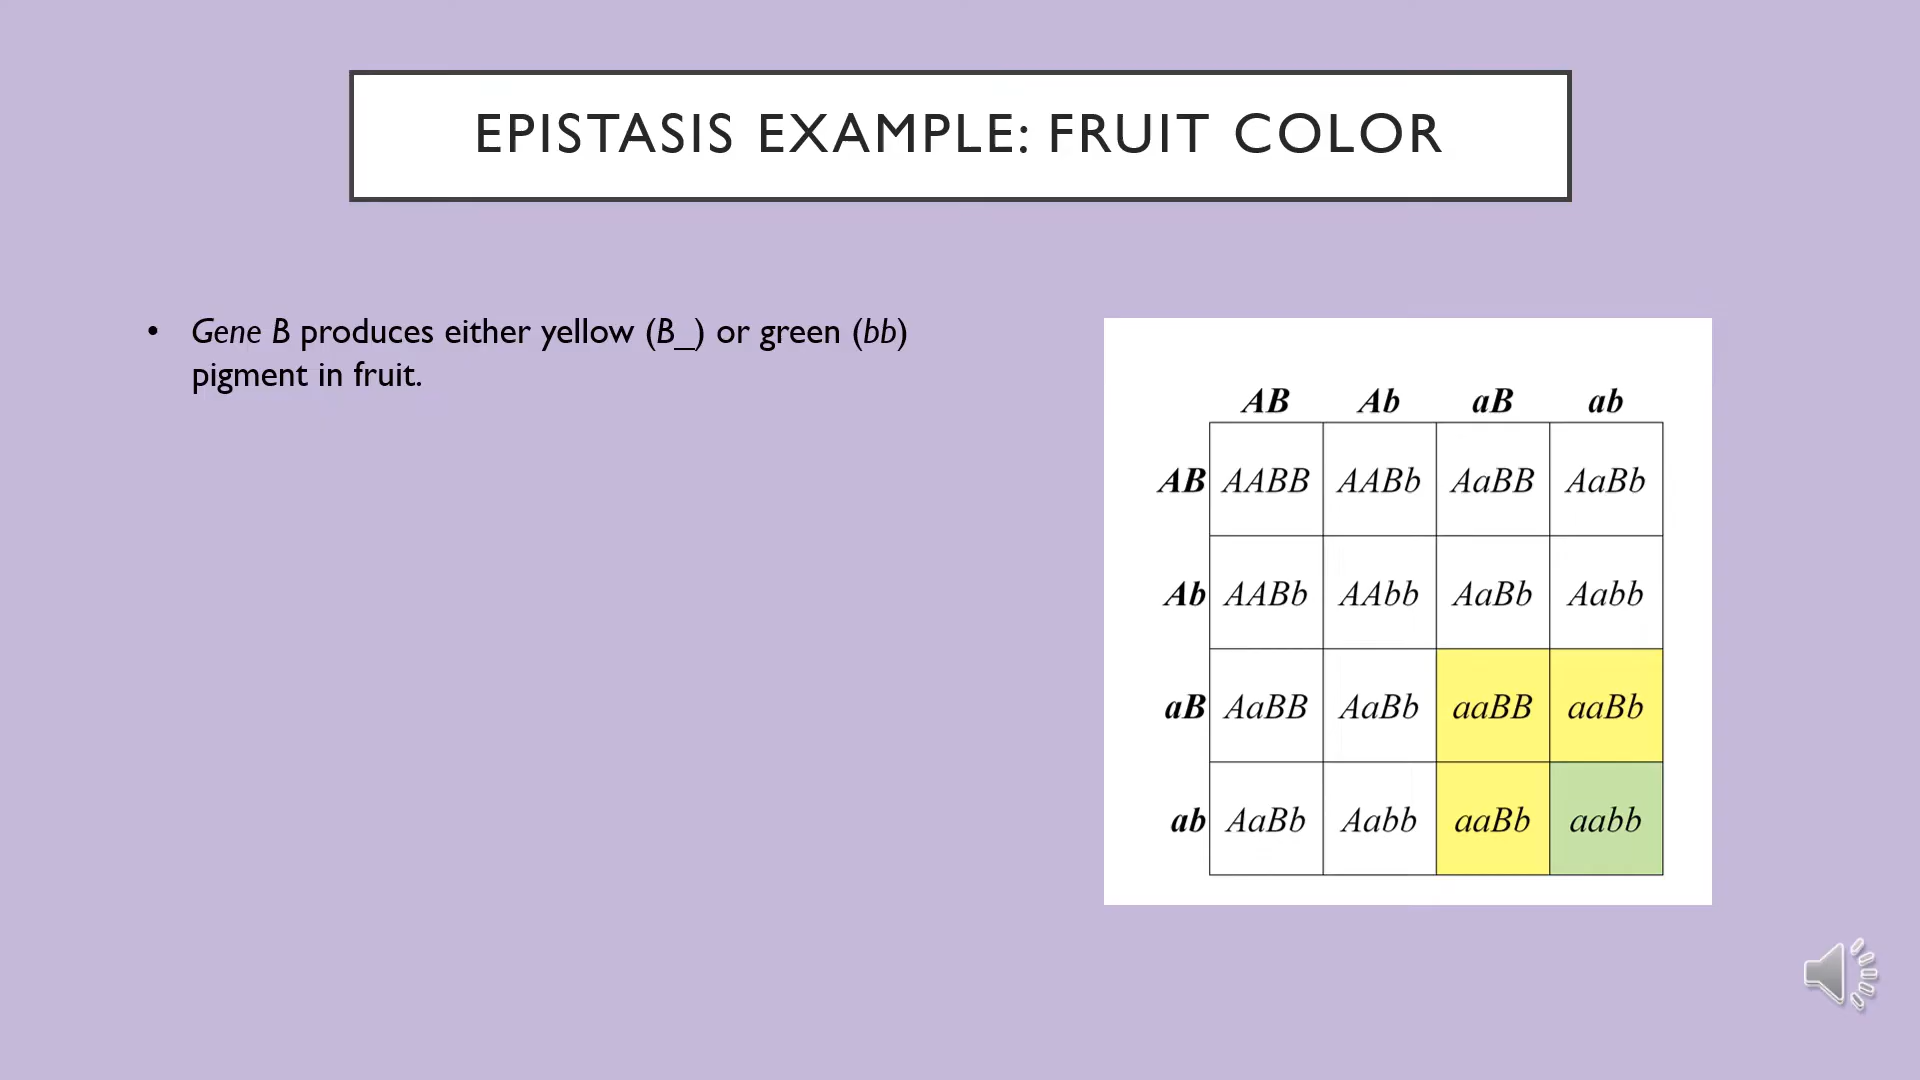 EPISTASIS EXAMPLE: FRUIT COLOR
• Gene B produces either yellow (B_) or green (bb)
pigment in fruit.
AB Ab aB ab
AB AABB AABb AaBB AaBb
Ab AABb AAbb AaBb Aabb
aB AaBB AaBb aaBB aaBb
ab AaBb Aabb aaBb aabb